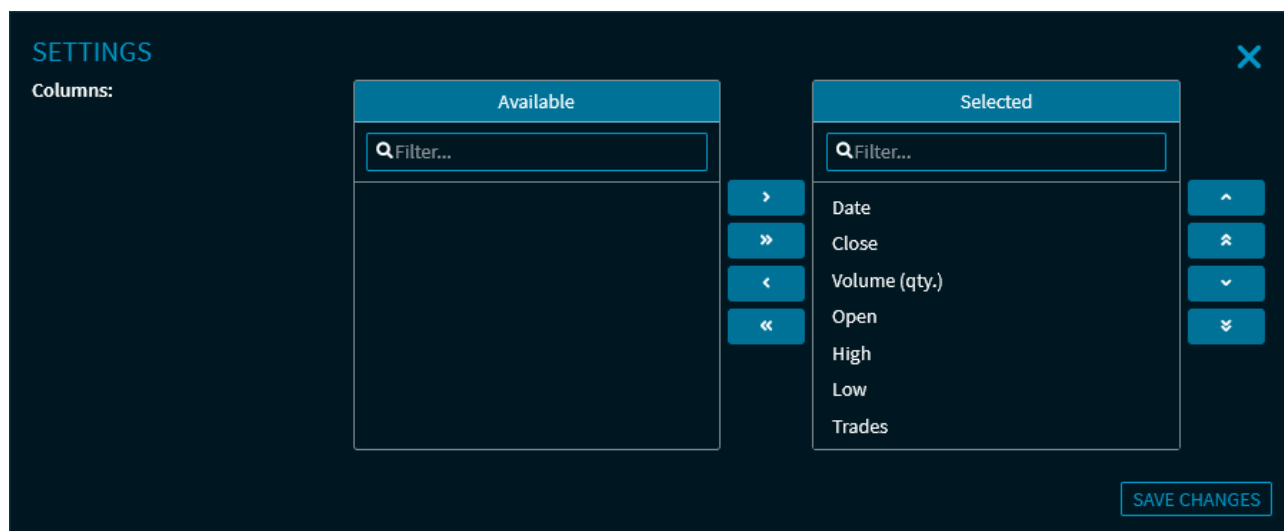 SETTINGS
Columns:
Available
Filter...
Selected
Filter...
Date
Close
Volume (qty.)
Open
High
Low
Trades
SAVE CHANGES